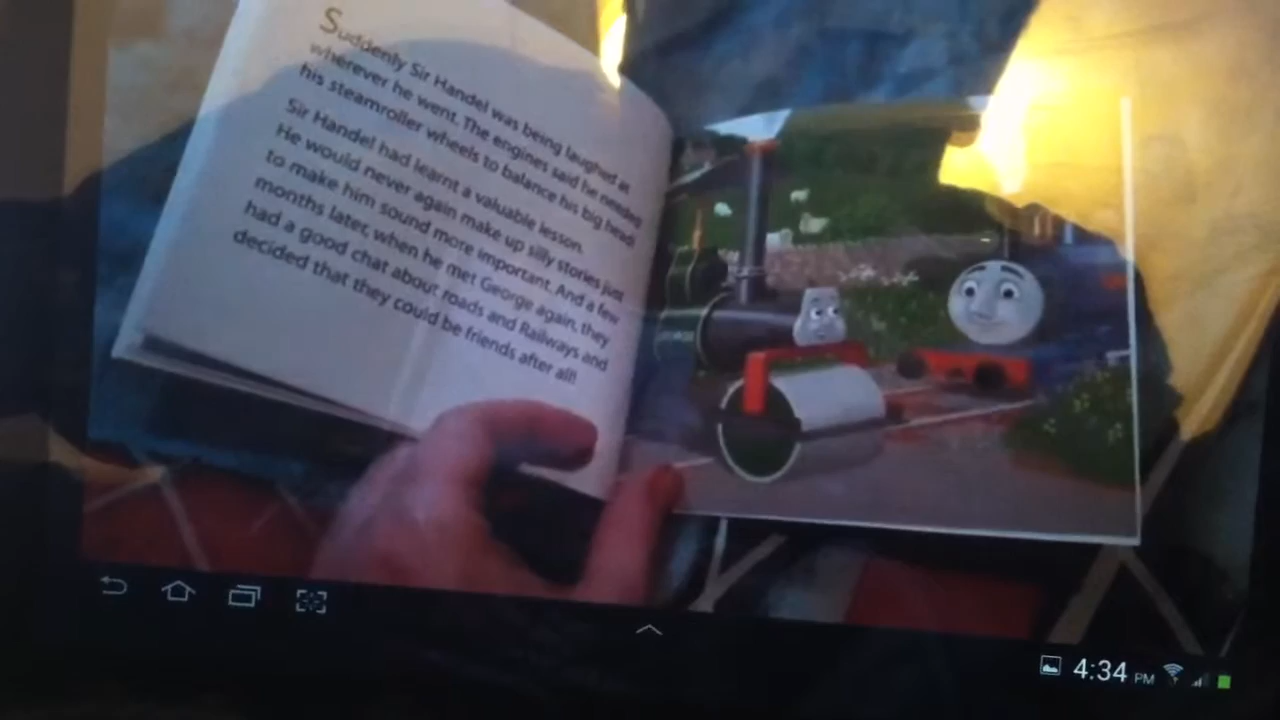 Suddenly Sir Handel was being laughed at
wherever he went. The engines said he needed
his steamroller wheels to balance his big head!
Sir Handel had learnt a valuable lesson.
He would never again make up silly stories just
to make him sound more important. And a few
months later, when he met George again, they
had a good chat about roads and Railways and
decided that they could be friends after all!
4:34 PM